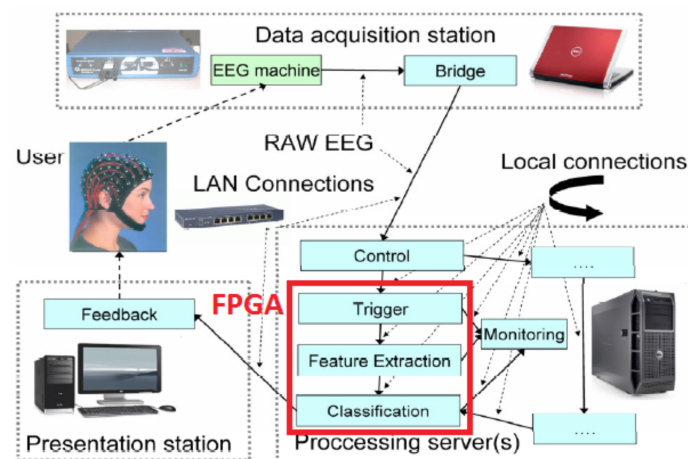 Data acquisition station
EEG machine
Bridge
RAW EEG
User
LAN Connections
Local connections
Control
....
FPGA
Trigger
Feedback
Monitoring
Feature Extraction
Classification
....
Presentation station
Proccessing server(s)